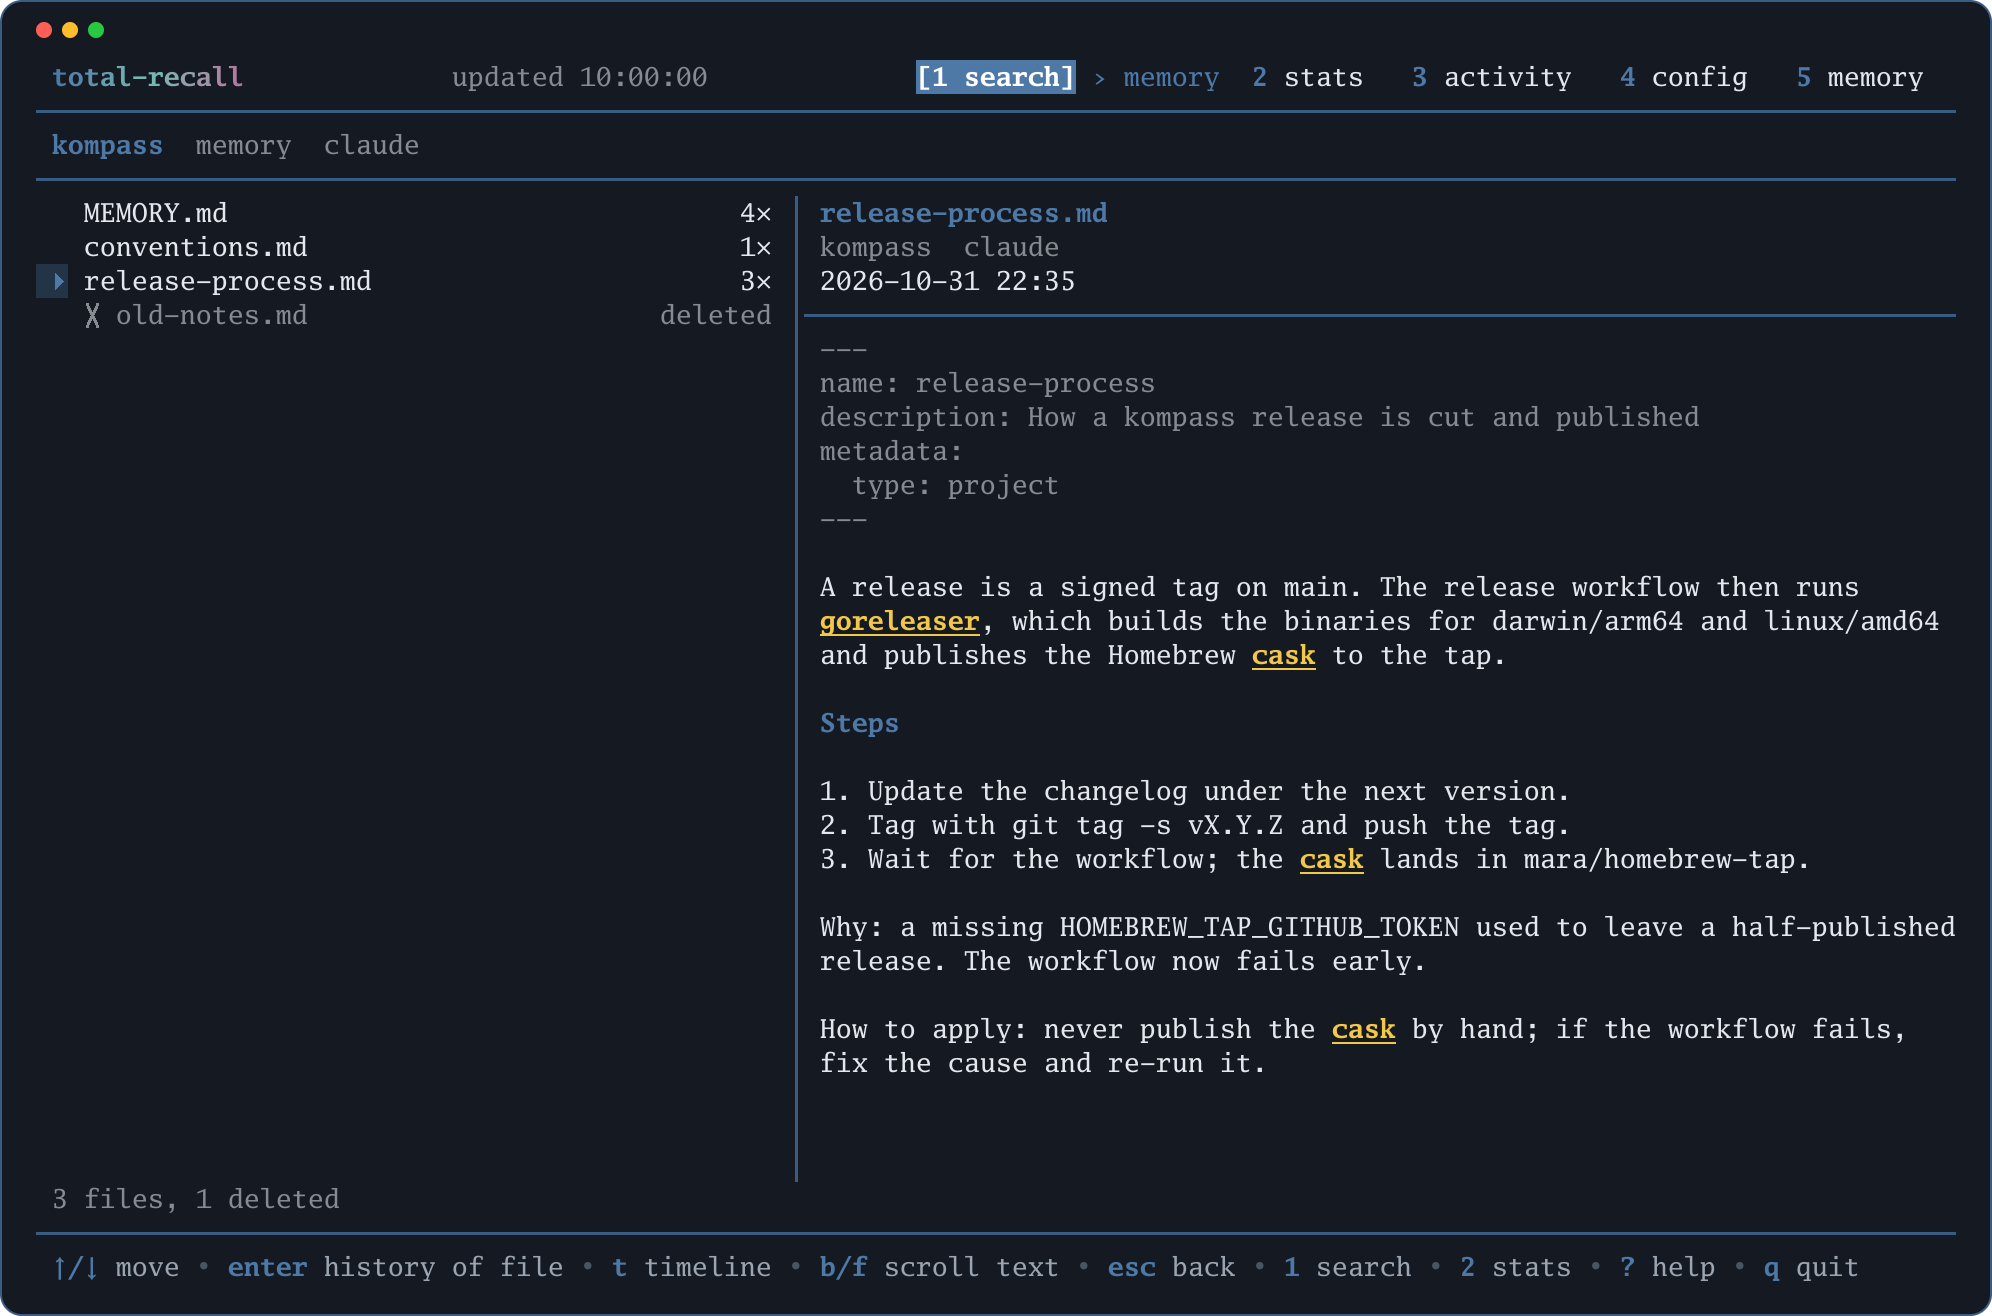 total-recall updated 10:00:00 [1 search] › memory 2 stats 3 activity 4 config 5 memory
kompass memory claude
MEMORY.md 4×
conventions.md 1×
release-process.md 3×
X old-notes.md deleted
release-process.md
kompass claude
2026-10-31 22:35
---
name: release-process
description: How a kompass release is cut and published
metadata:
  type: project
---
A release is a signed tag on main. The release workflow then runs
goreleaser, which builds the binaries for darwin/arm64 and linux/amd64
and publishes the Homebrew cask to the tap.
Steps
1. Update the changelog under the next version.
2. Tag with git tag -s vX.Y.Z and push the tag.
3. Wait for the workflow; the cask lands in mara/homebrew-tap.
Why: a missing HOMEBREW_TAP_GITHUB_TOKEN used to leave a half-published
release. The workflow now fails early.
How to apply: never publish the cask by hand; if the workflow fails,
fix the cause and re-run it.
3 files, 1 deleted
↑/↓ move • enter history of file • t timeline • b/f scroll text • esc back • 1 search • 2 stats • ? help • q quit